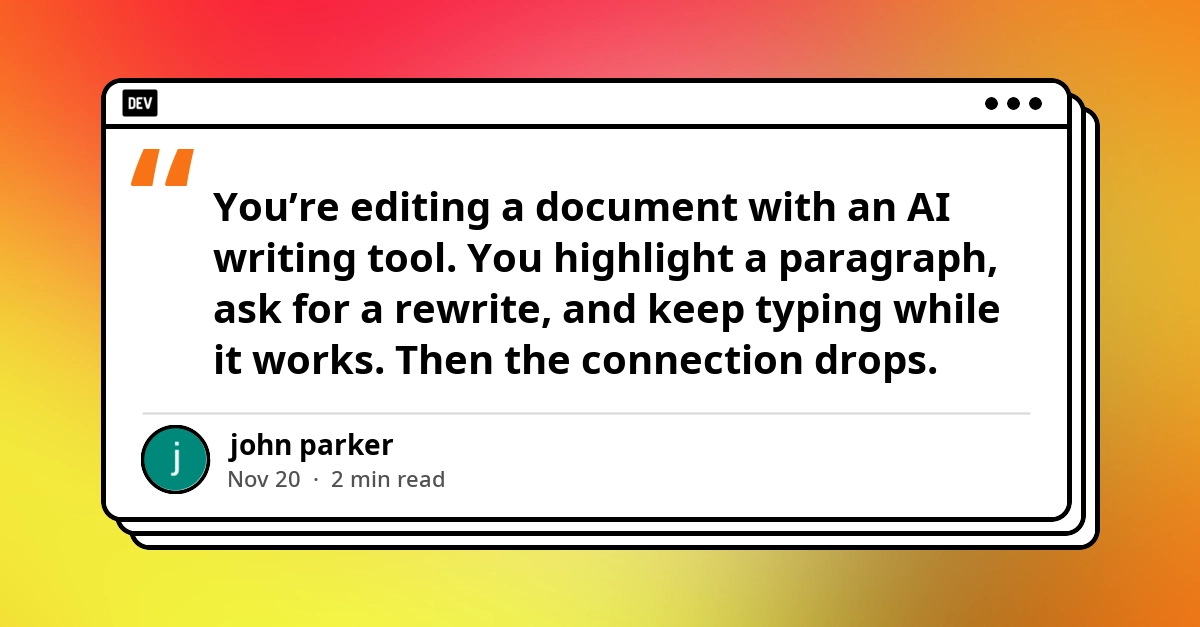 DEV
“
You’re editing a document with an AI
writing tool. You highlight a paragraph,
ask for a rewrite, and keep typing while
it works. Then the connection drops.
j
john parker
Nov 20 · 2 min read